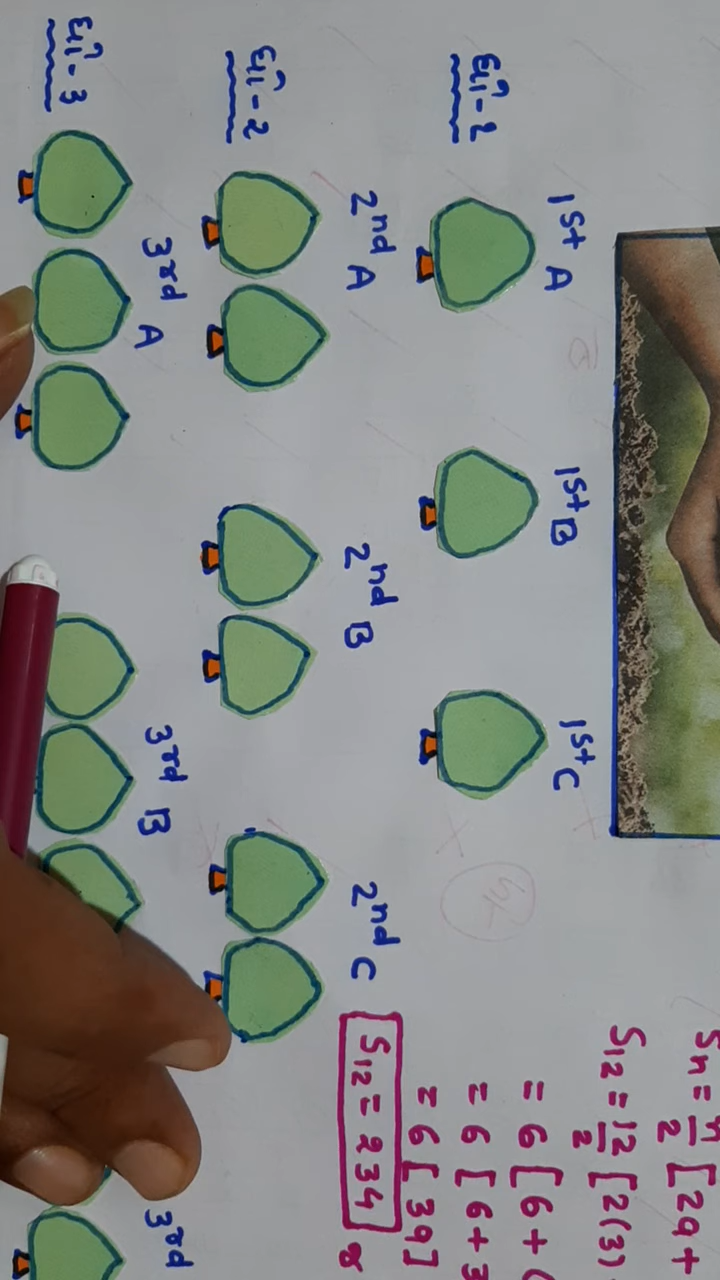 1st A 1st B 1st C
2nd A 2nd B 2nd C
3rd A 3rd B 3rd
Sn = n/2 [2a +
S12 = 12/2 [2(3)
= 6 [6 +
= 6 [6 + 3
= 6 [39]
S12 = 234